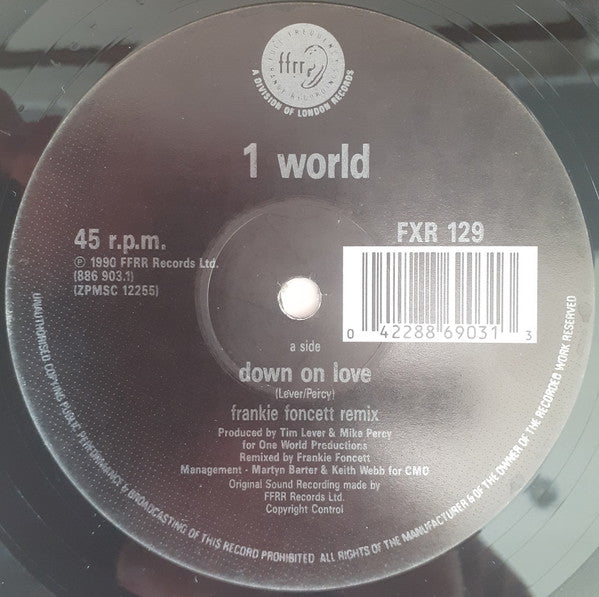 FULL FREQUENCY RANGE RECORDINGS
ffrr
A DIVISION OF LONDON RECORDS
1 world
45 r.p.m.
℗ 1990 FFRR Records Ltd.
(886 903.1)
(ZPMSC 12255)
FXR 129
0 42288 69031 3
a side
down on love
(Lever/Percy)
frankie foncett remix
Produced by Tim Lever & Mike Percy
for One World Productions
Remixed by Frankie Foncett
Management - Martyn Barter & Keith Webb for CMO
Original Sound Recording made by
FFRR Records Ltd.
Copyright Control
UNAUTHORISED COPYING PUBLIC PERFORMANCE & BROADCASTING OF THIS RECORD PROHIBITED ALL RIGHTS OF THE MANUFACTURER & OF THE OWNER OF THE RECORDED WORK RESERVED